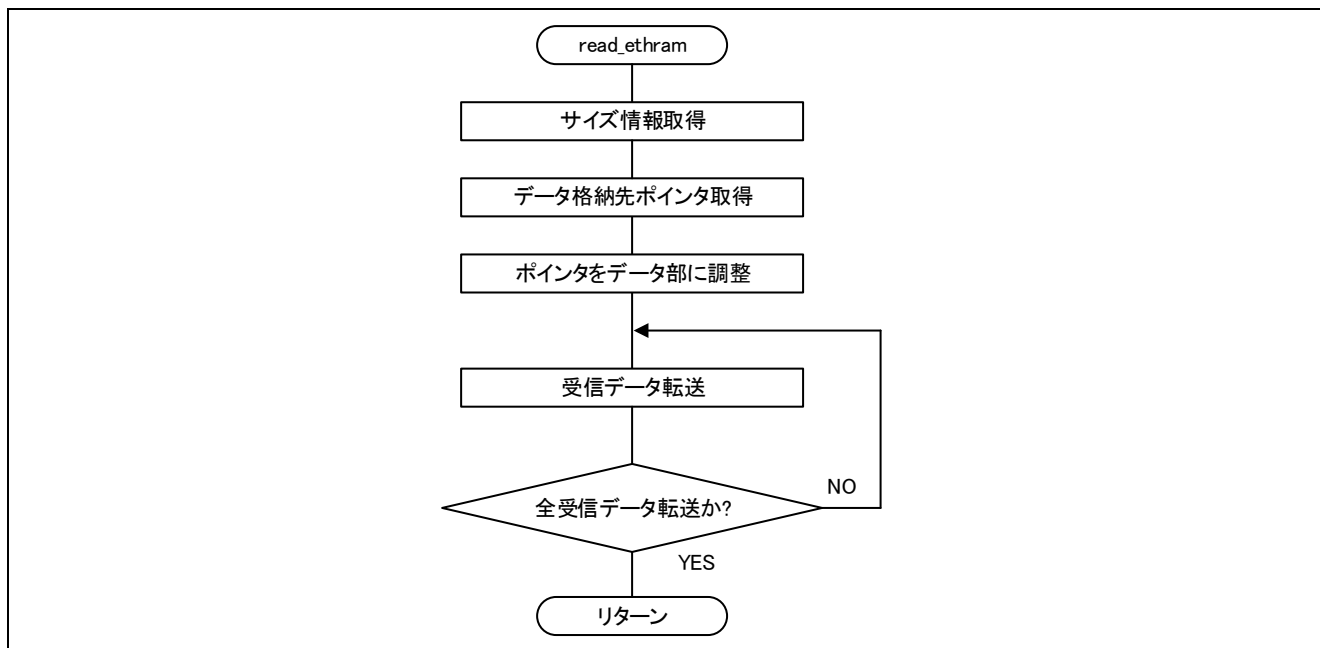 read_ethram
サイズ情報取得
データ格納先ポインタ取得
ポインタをデータ部に調整
受信データ転送
全受信データ転送か?
NO
YES
リターン